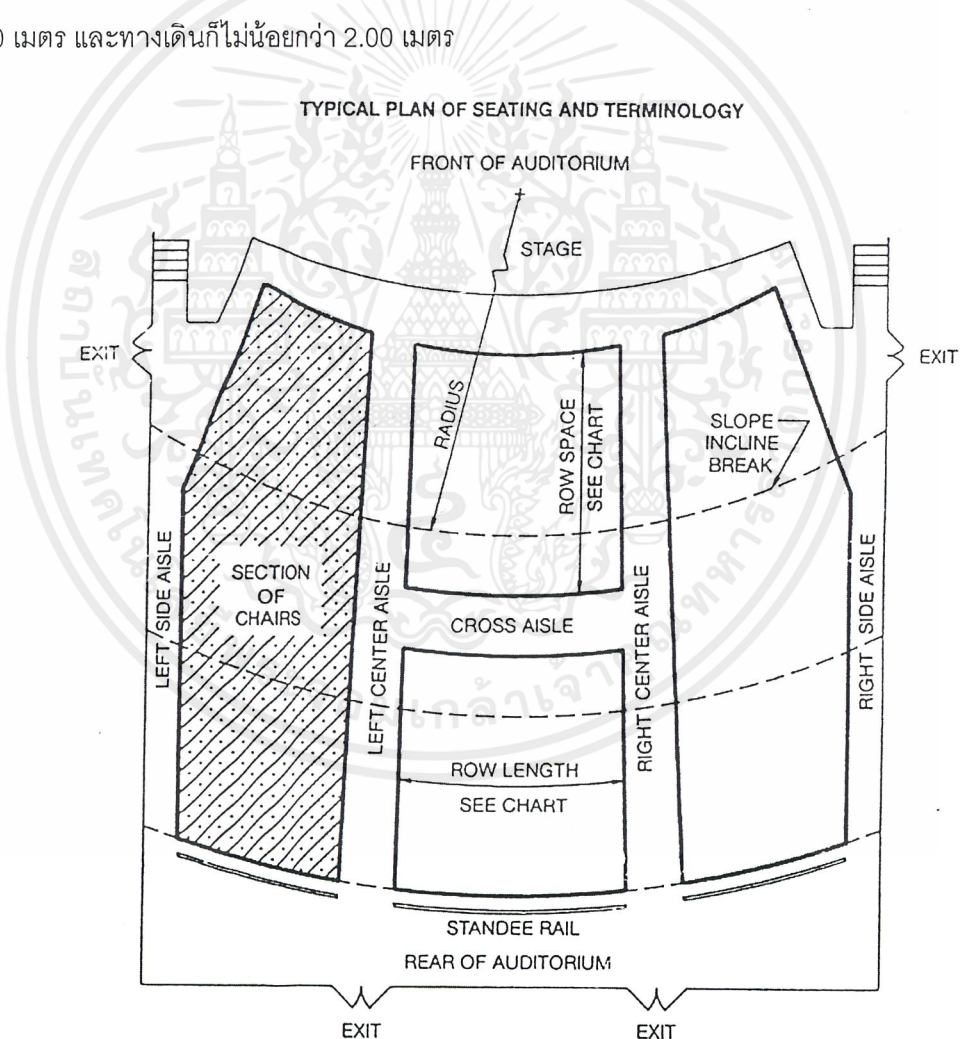 เมตร และทางเดินก็ไม่น้อยกว่า 2.00 เมตร
TYPICAL PLAN OF SEATING AND TERMINOLOGY
FRONT OF AUDITORIUM
STAGE
EXIT
EXIT
RADIUS
ROW SPACE
SEE CHART
SLOPE
INCLINE
BREAK
LEFT SIDE AISLE
SECTION
OF
CHAIRS
LEFT CENTER AISLE
CROSS AISLE
RIGHT CENTER AISLE
RIGHT SIDE AISLE
ROW LENGTH
SEE CHART
STANDEE RAIL
REAR OF AUDITORIUM
EXIT
EXIT